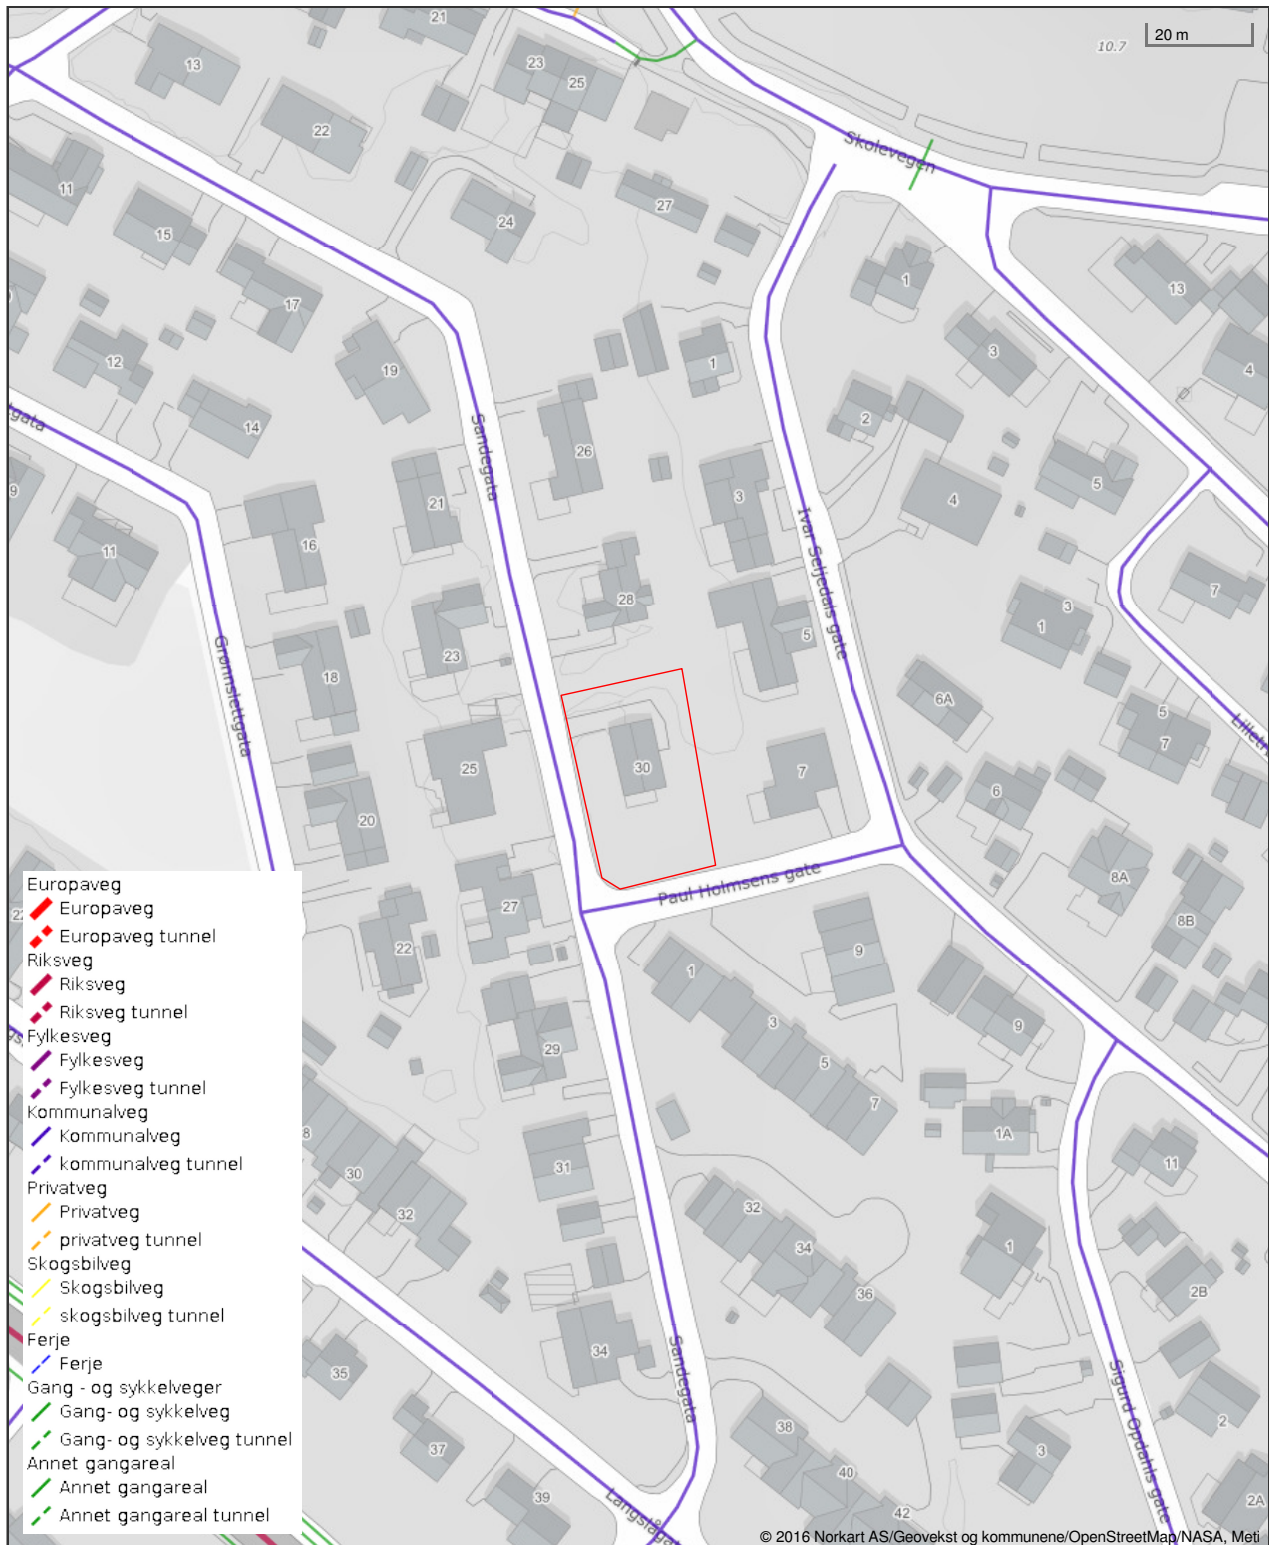 20 m
10.7
21
13
23
25
22
Skolevegen
11
27
24
15
1
13
17
3
12
19
1
4
2
14
tgata
26
Sandegata
5
9
21
3
4
11
16
Ivar Seljedals gate
7
28
3
1
5
23
Grønnslettgata
18
6A
5
7
Lilletr
25
30
7
6
20
8A
Paul Holmsens gate
27
22
22
9
8B
1
3
9
29
5
7
1A
8
31
11
30
32
32
34
1
36
2B
34
35
Sandegata
Sigurd Opdahls gate
2
38
37
3
40
39
2A
42
Langslåga
Europaveg
Europaveg
Europaveg tunnel
Riksveg
Riksveg
Riksveg tunnel
Fylkesveg
Fylkesveg
Fylkesveg tunnel
Kommunalveg
Kommunalveg
kommunalveg tunnel
Privatveg
Privatveg
privatveg tunnel
Skogsbilveg
Skogsbilveg
skogsbilveg tunnel
Ferje
Ferje
Gang - og sykkelveger
Gang- og sykkelveg
Gang- og sykkelveg tunnel
Annet gangareal
Annet gangareal
Annet gangareal tunnel
© 2016 Norkart AS/Geovekst og kommunene/OpenStreetMap/NASA, Meti